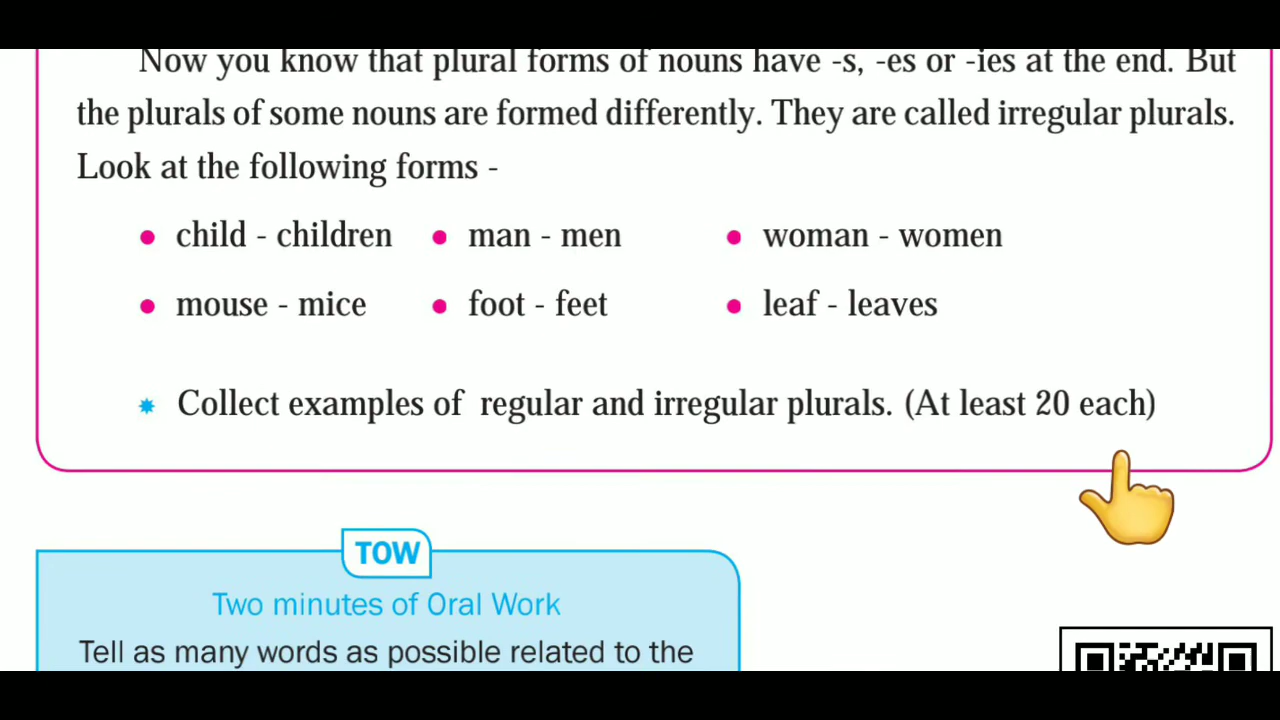 Now you know that plural forms of nouns have -s, -es or -ies at the end. But
the plurals of some nouns are formed differently. They are called irregular plurals.
Look at the following forms -
• child - children • man - men • woman - women
• mouse - mice • foot - feet • leaf - leaves
* Collect examples of regular and irregular plurals. (At least 20 each)
TOW
Two minutes of Oral Work
Tell as many words as possible related to the